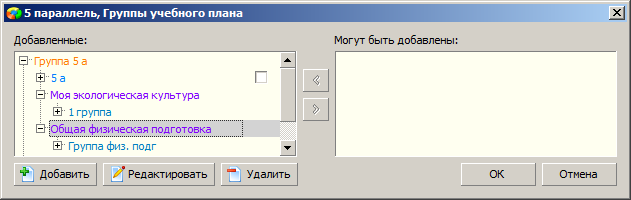 5 параллель, Группы учебного плана
Добавленные:
Могут быть добавлены:
Группа 5 а
5 а
Моя экологическая культура
1 группа
Общая физическая подготовка
Группа физ. подг
Добавить
Редактировать
Удалить
ОК
Отмена